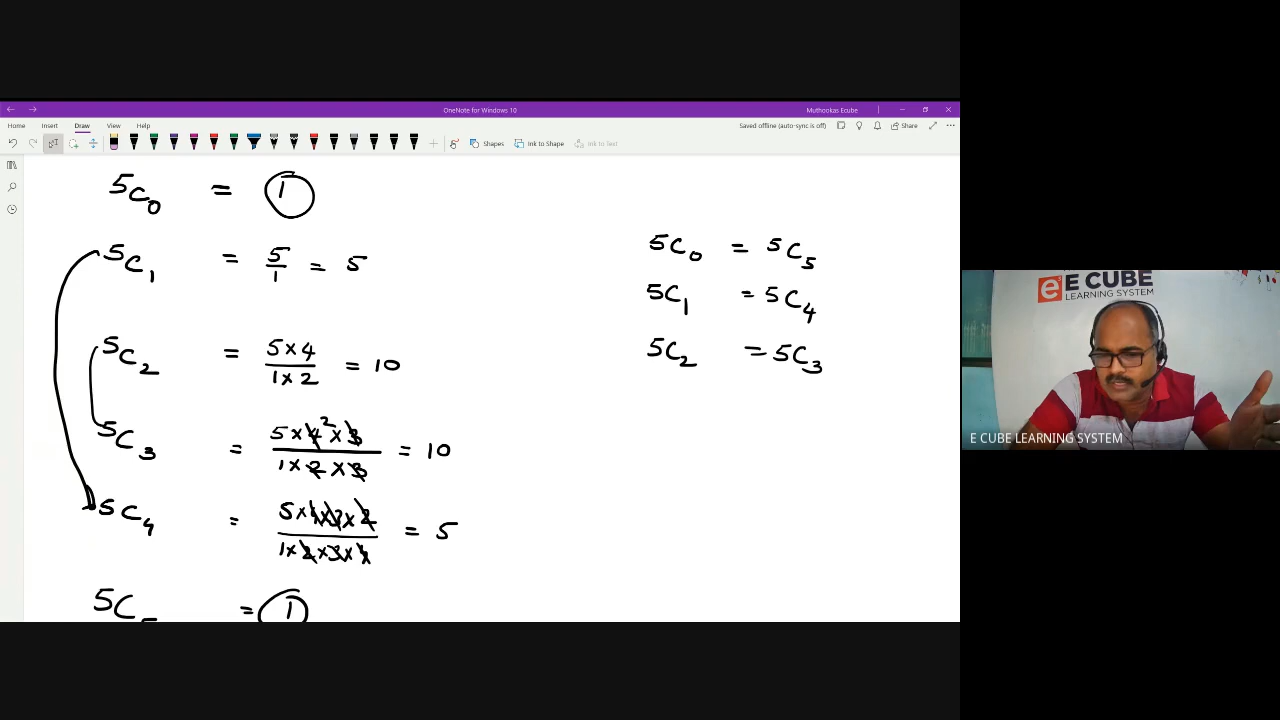 OneNote for Windows 10
Muthookas Ecube
Home Insert Draw View Help
Saved offline (auto-sync is off) Share
Shapes Ink to Shape Ink to Text
5C0 = 1
5C1 = 5/1 = 5
5C2 = 5×4/1×2 = 10
5C3 = 5×4²×3/1×2×3 = 10
5C4 = 5×4×3×2/1×2×3×4 = 5
5C5 = 1
5C0 = 5C5
5C1 = 5C4
5C2 = 5C3
e E CUBE
LEARNING SYSTEM
E CUBE LEARNING SYSTEM